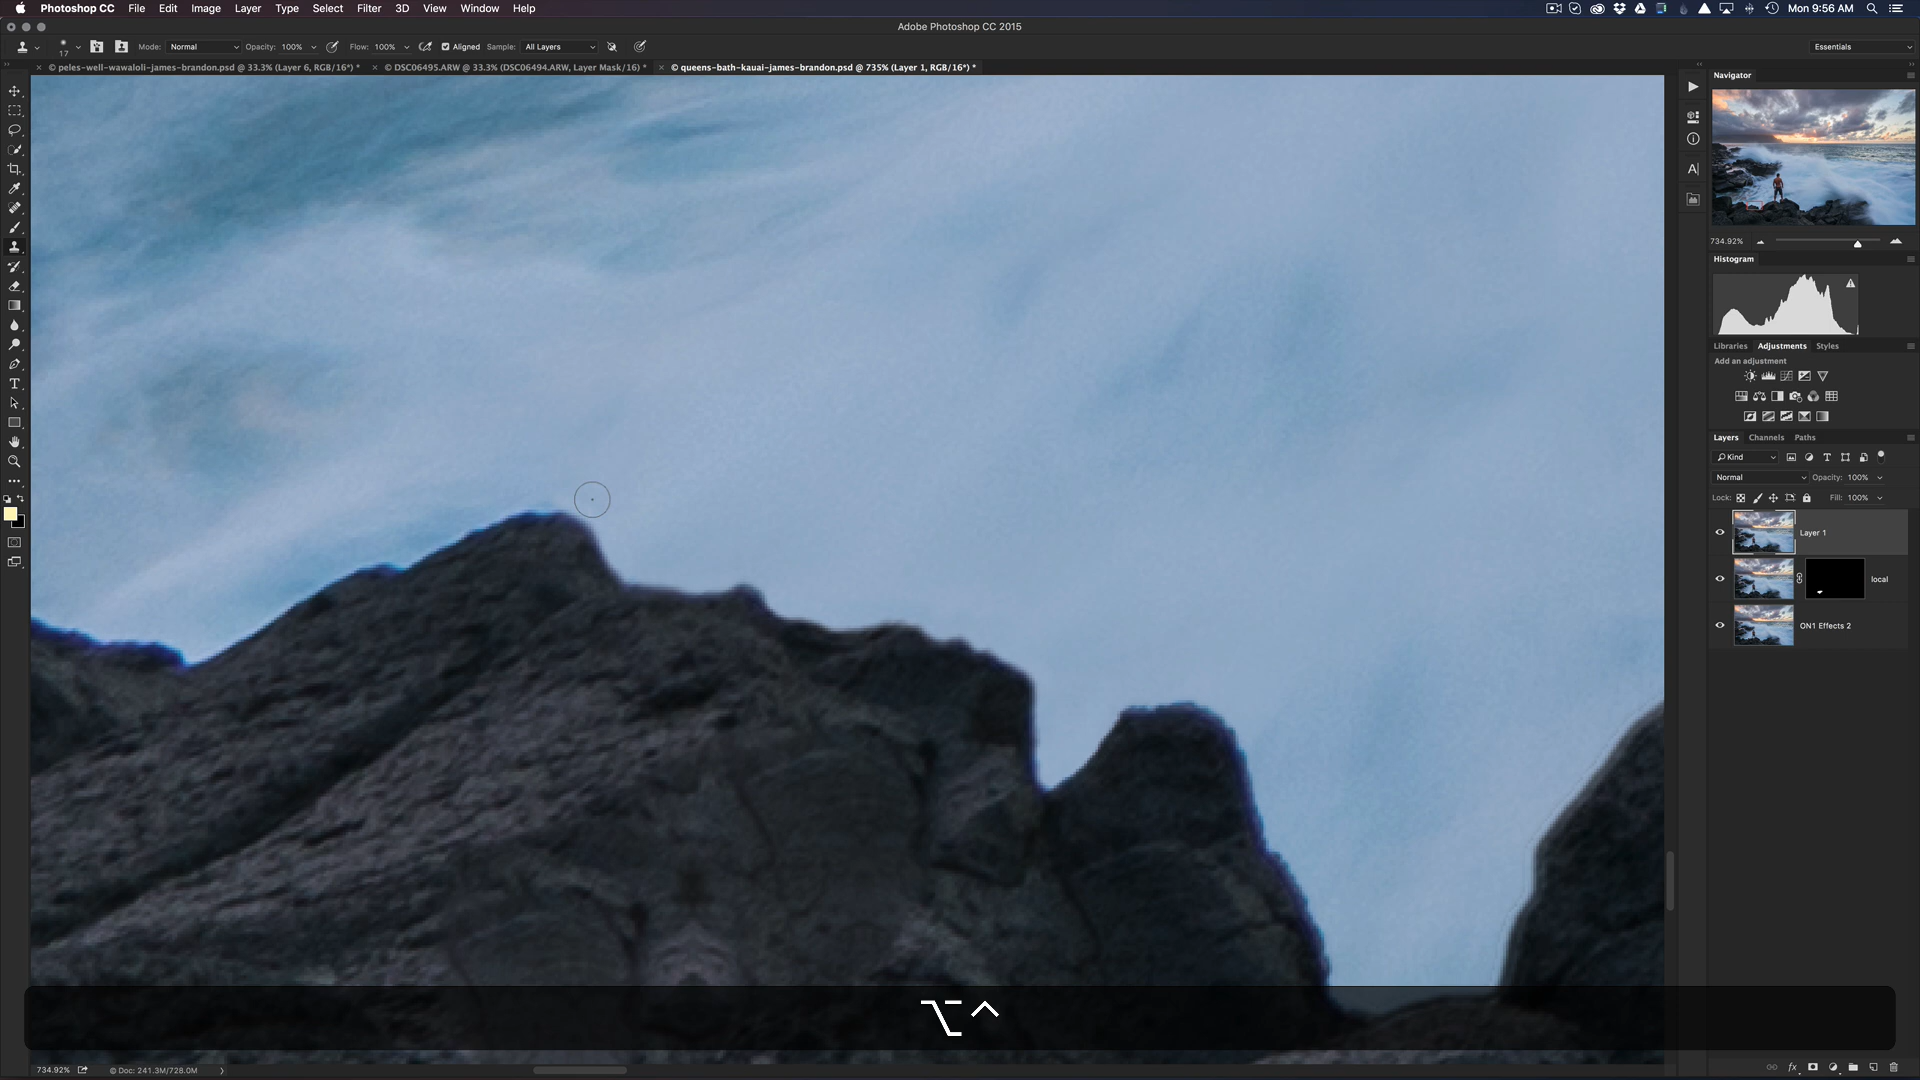 Photoshop CC File Edit Image Layer Type Select Filter 3D View Window Help Mon 9:56 AM
Adobe Photoshop CC 2015
17 Mode: Normal Opacity: 100% Flow: 100% Aligned Sample: All Layers Essentials
© peles-well-wawaloli-james-brandon.psd @ 33.3% (Layer 6, RGB/16*) * © DSC06495.ARW @ 33.3% (DSC06494.ARW, Layer Mask/16) * © queens-bath-kauai-james-brandon.psd @ 735% (Layer 1, RGB/16*) *
Navigator
734.92%
Histogram
Libraries Adjustments Styles
Add an adjustment
Layers Channels Paths
Kind
Normal Opacity: 100%
Lock: Fill: 100%
Layer 1
local
ON1 Effects 2
⌥ ^
734.92% © Doc: 241.3M/728.0M